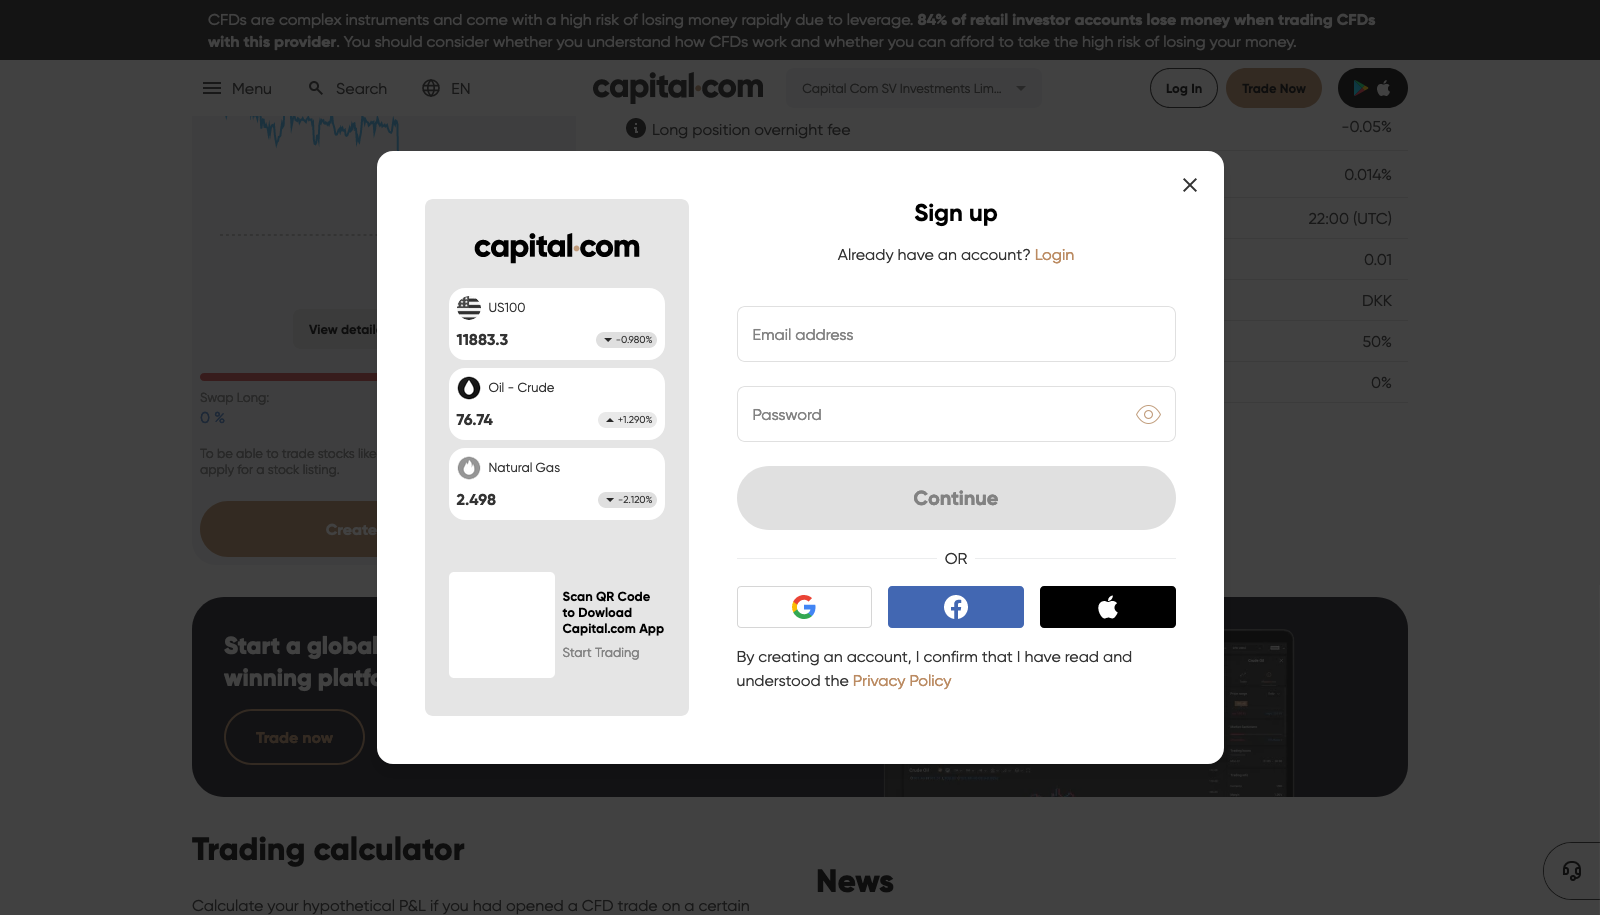 CFDs are complex instruments and come with a high risk of losing money rapidly due to leverage. 84% of retail investor accounts lose money when trading CFDs
with this provider. You should consider whether you understand how CFDs work and whether you can afford to take the high risk of losing your money.
Menu
Search
EN
capital.com
Capital Com SV Investments Lim...
Log In
Trade Now
Long position overnight fee
-0.05%
0.014%
22:00 (UTC)
0.01
DKK
50%
0%
View detail
Swap Long:
0 %
To be able to trade stocks like
apply for a stock listing.
Create
capital.com
US100
11883.3
-0.980%
Oil - Crude
76.74
+1.290%
Natural Gas
2.498
-2.120%
Scan QR Code
to Dowload
Capital.com App
Start Trading
Sign up
Already have an account? Login
Email address
Password
Continue
OR
By creating an account, I confirm that I have read and
understood the Privacy Policy
Start a global
winning platfo
Trade now
Trading calculator
News
Calculate your hypothetical P&L if you had opened a CFD trade on a certain